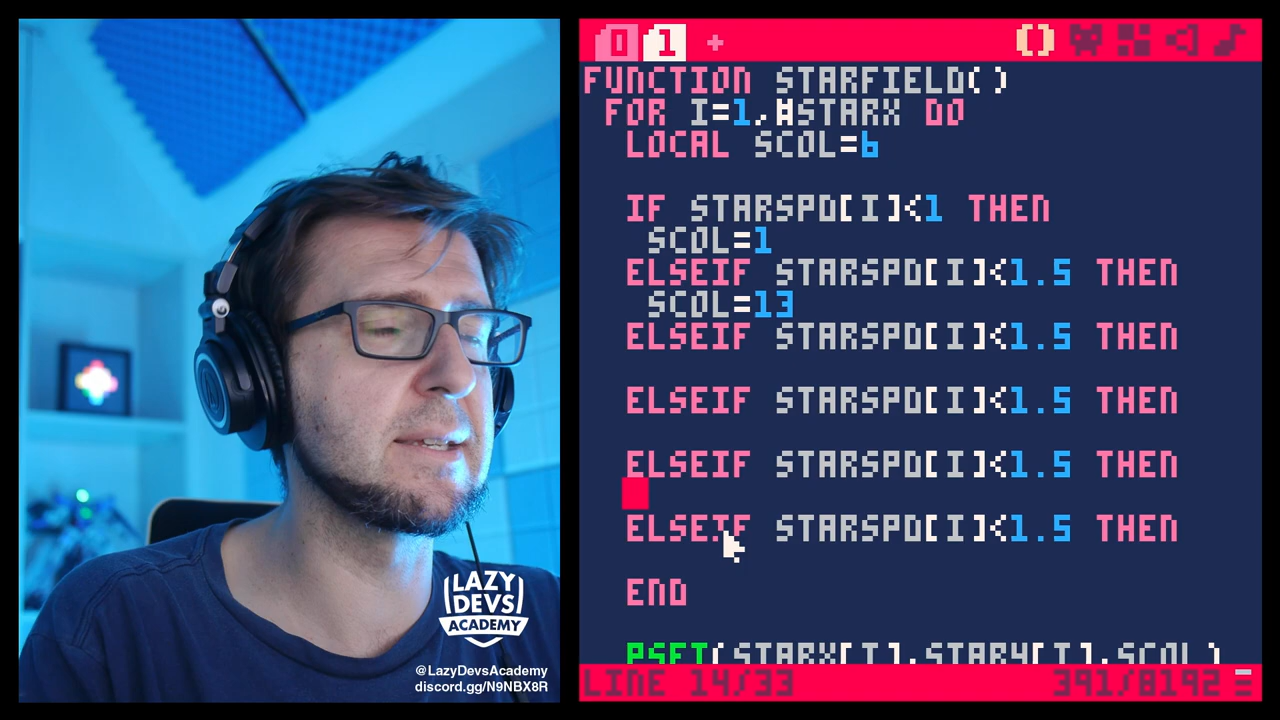 LAZY
DEVS
ACADEMY
@LazyDevsAcademy
discord.gg/N9NBX8R
0 1 +
FUNCTION STARFIELD()
FOR I=1,#STARX DO
LOCAL SCOL=6
IF STARSPD[I]<1 THEN
SCOL=1
ELSEIF STARSPD[I]<1.5 THEN
SCOL=13
ELSEIF STARSPD[I]<1.5 THEN
ELSEIF STARSPD[I]<1.5 THEN
ELSEIF STARSPD[I]<1.5 THEN
ELSEIF STARSPD[I]<1.5 THEN
END
PSET(STARX[I],STARY[I],SCOL)
LINE 14/33
391/8192